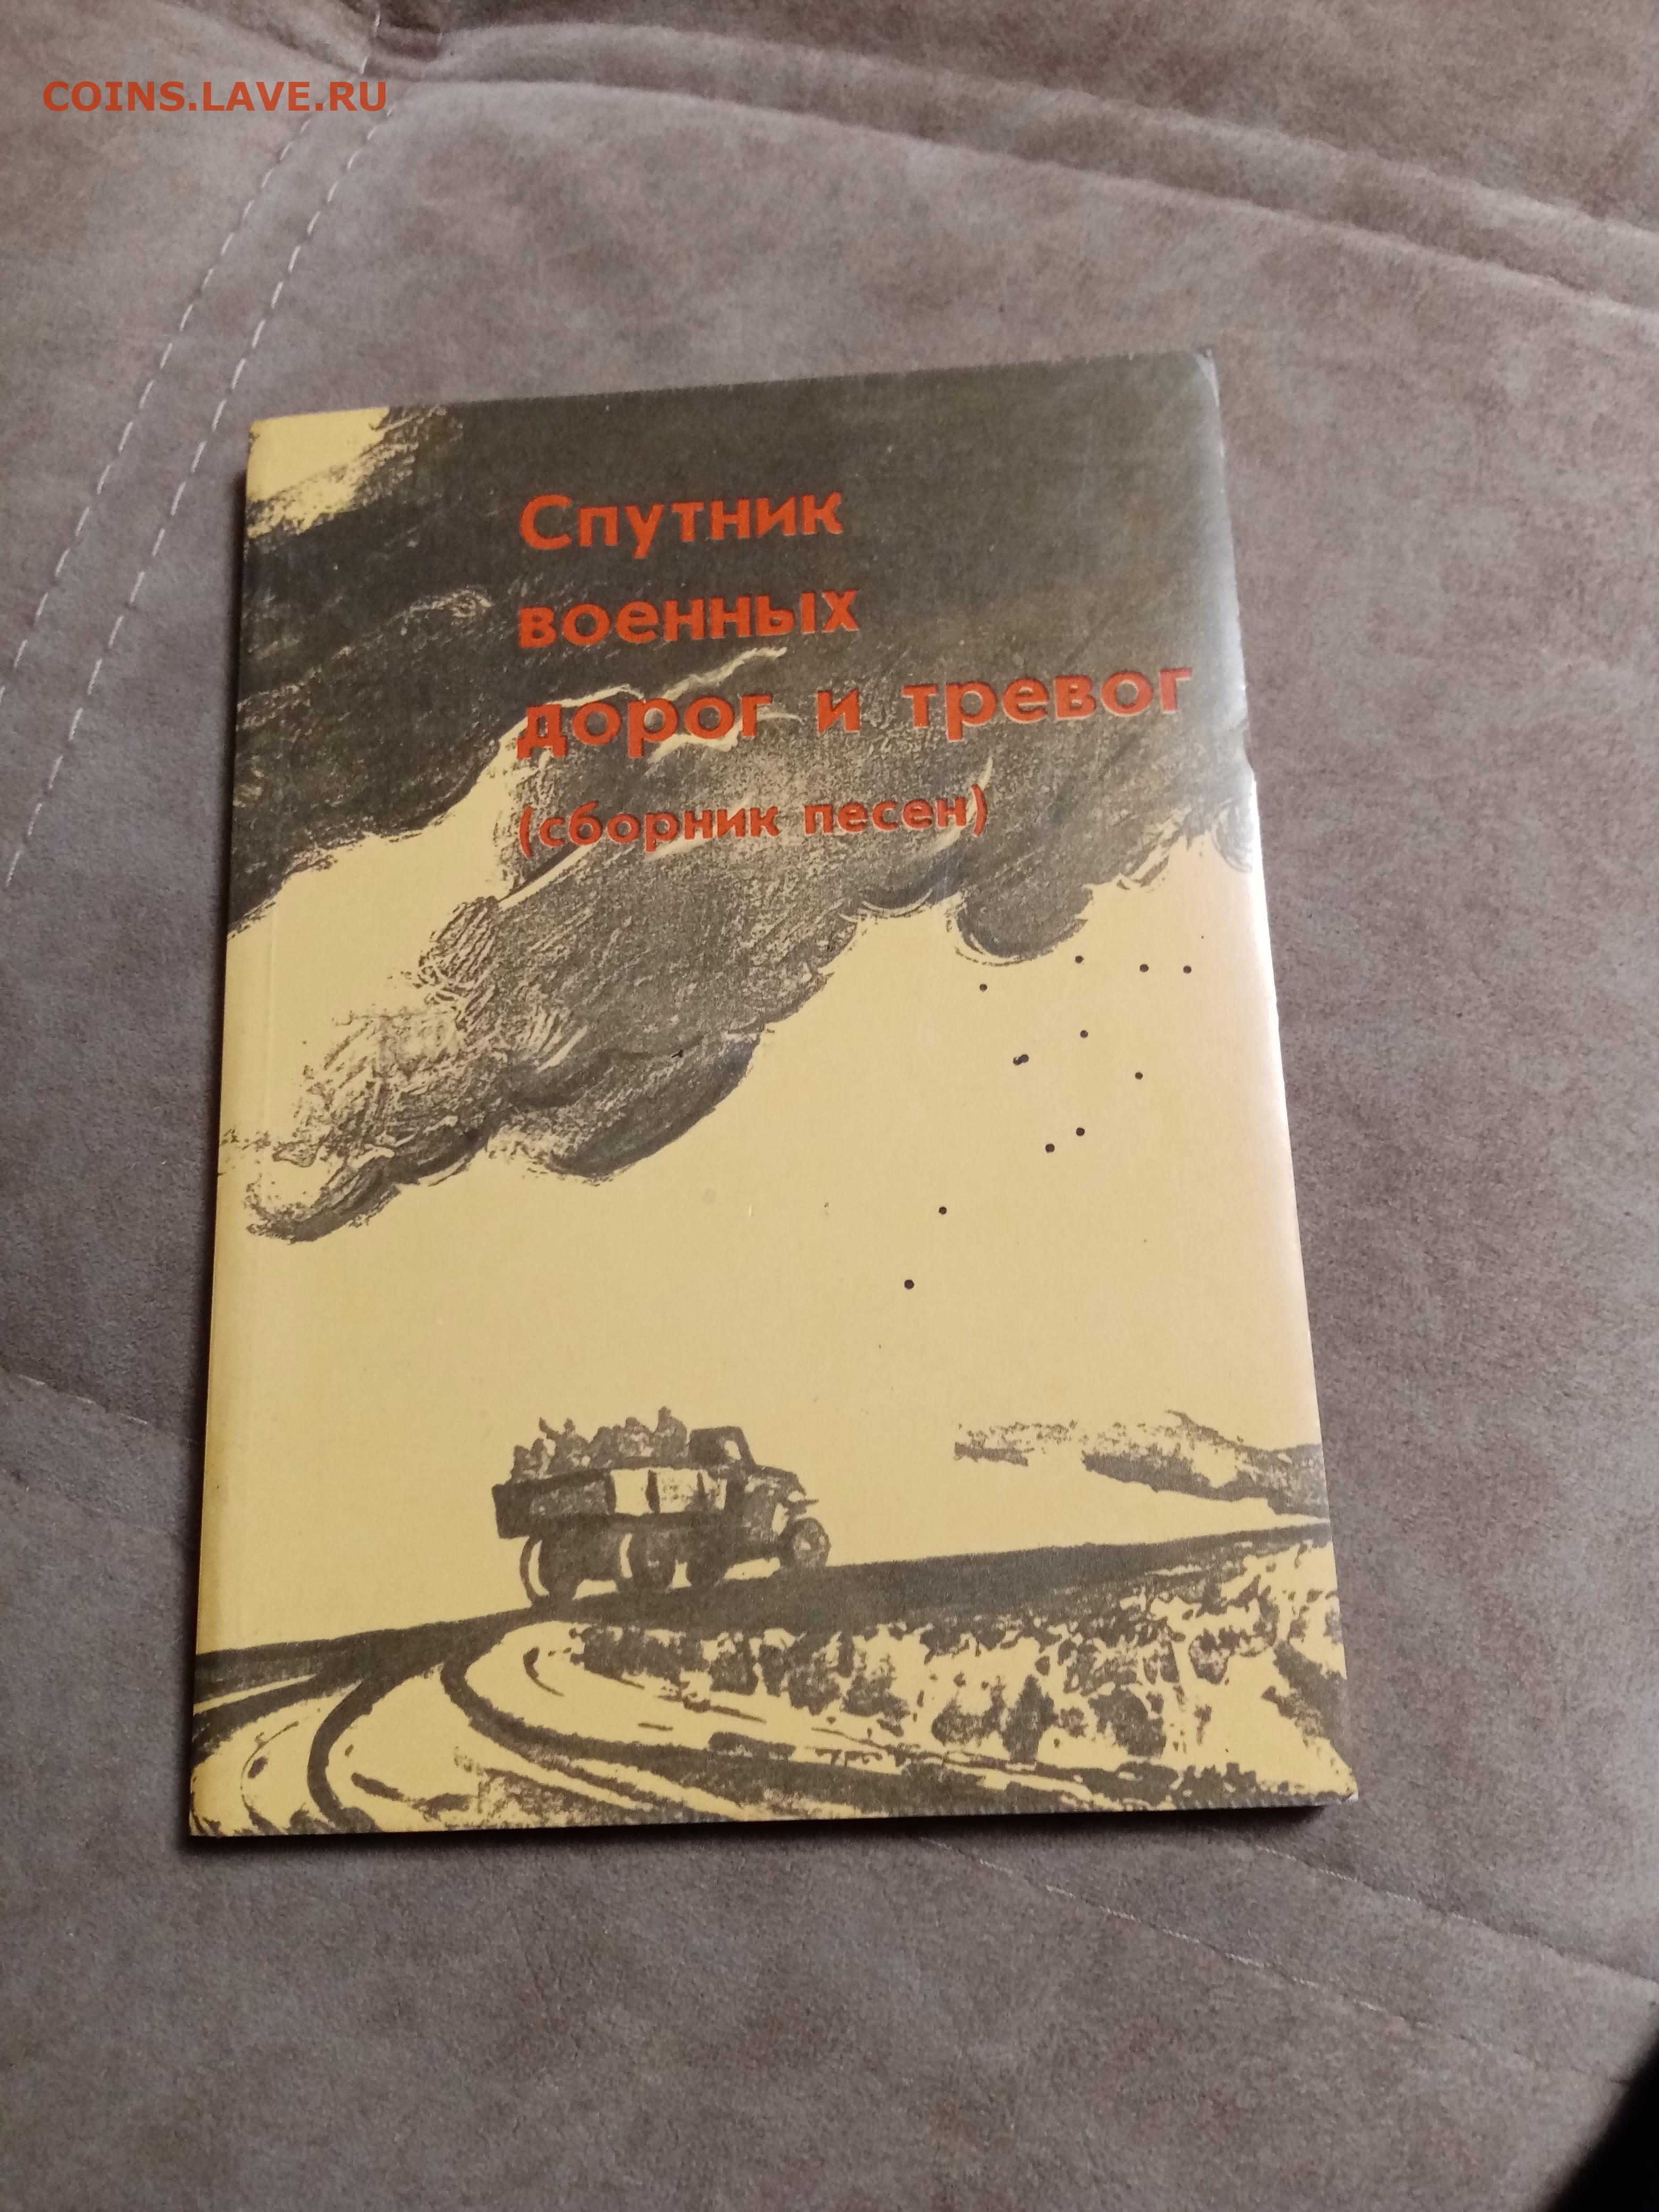 COINS.LAVE.RU
Спутник
военных
дорог и тревог
(сборник песен)